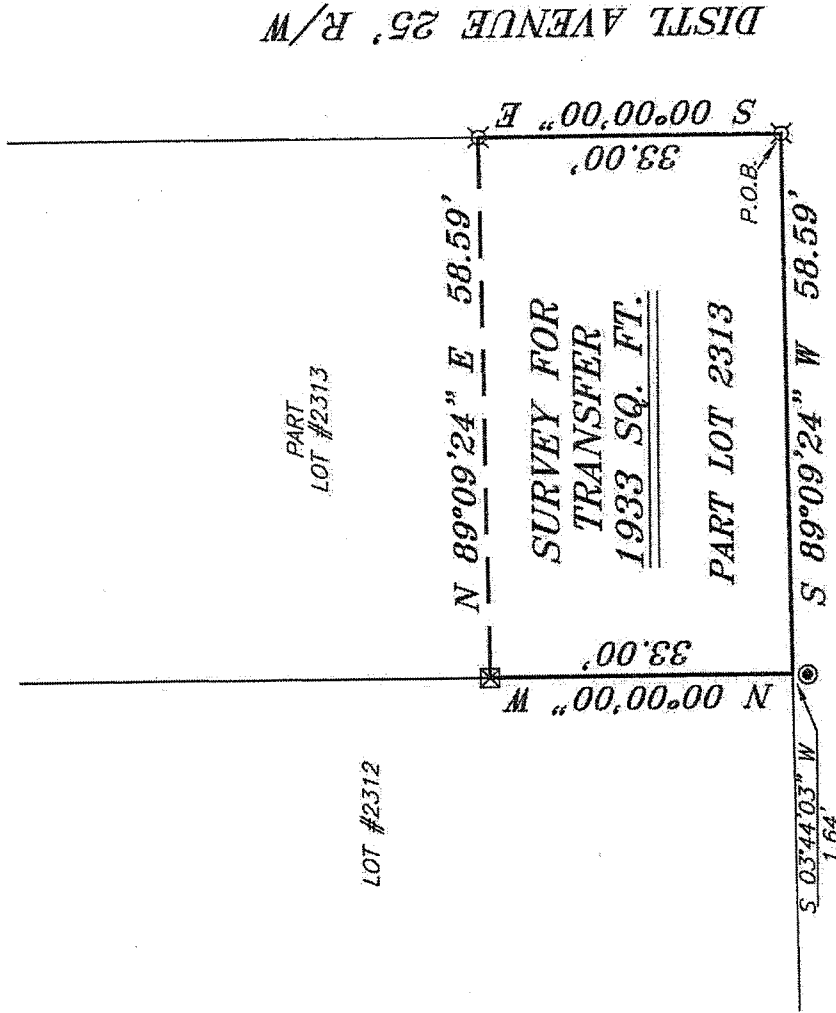 DISTL AVENUE 25' R/W
S 00°00'00" E
33.00'
P.O.B.
N 89°09'24" E 58.59'
PART
LOT #2313
SURVEY FOR
TRANSFER
1933 SQ. FT.
PART LOT 2313
S 89°09'24" W 58.59'
33.00'
N 00°00'00" W
LOT #2312
S 03°44'03" W
1.64'